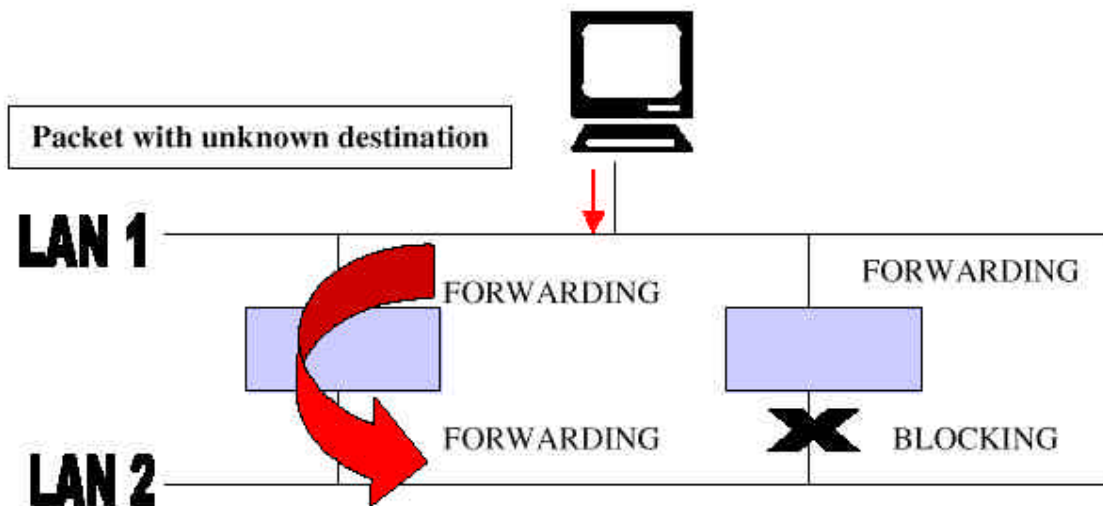 Packet with unknown destination
LAN 1
FORWARDING
FORWARDING
FORWARDING
BLOCKING
LAN 2